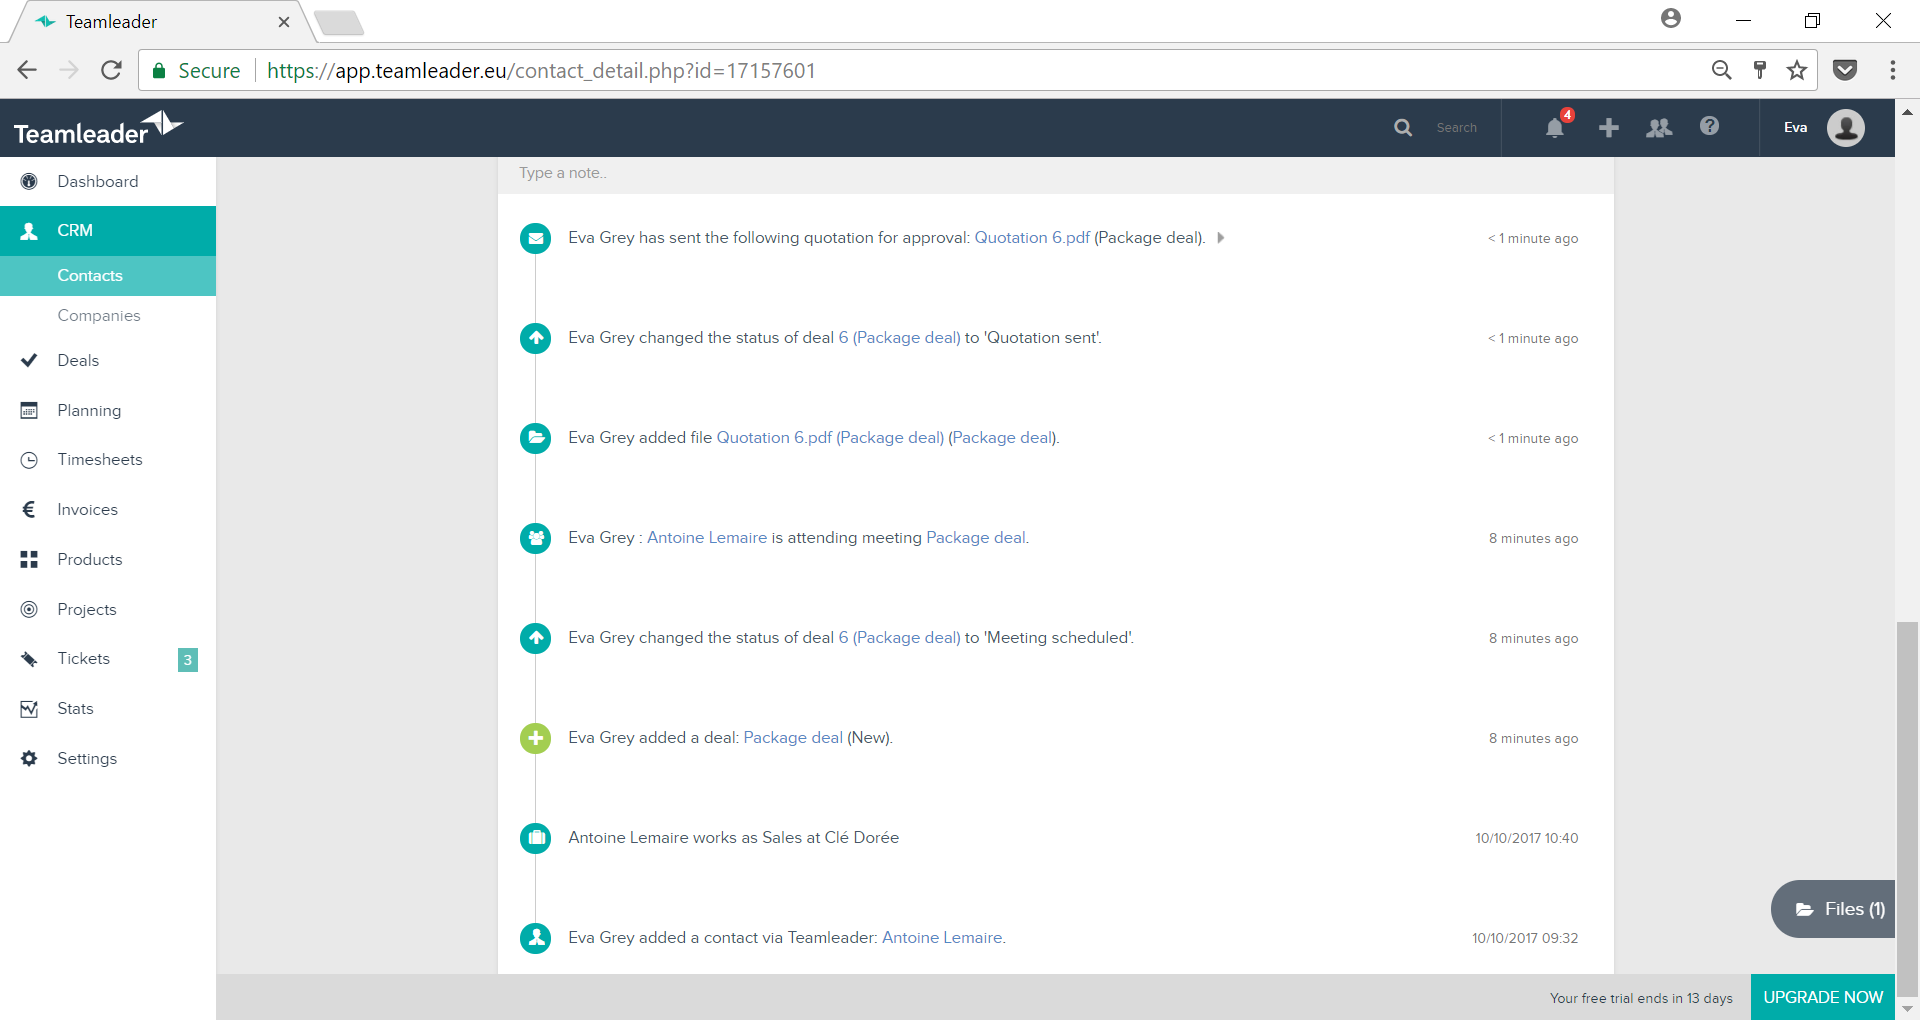 Teamleader
Secure
https://app.teamleader.eu/contact_detail.php?id=17157601
Teamleader
Search
4
Eva
Dashboard
CRM
Contacts
Companies
Deals
Planning
Timesheets
Invoices
Products
Projects
Tickets
3
Stats
Settings
Type a note..
Eva Grey has sent the following quotation for approval: Quotation 6.pdf (Package deal).
< 1 minute ago
Eva Grey changed the status of deal 6 (Package deal) to 'Quotation sent'.
< 1 minute ago
Eva Grey added file Quotation 6.pdf (Package deal) (Package deal).
< 1 minute ago
Eva Grey : Antoine Lemaire is attending meeting Package deal.
8 minutes ago
Eva Grey changed the status of deal 6 (Package deal) to 'Meeting scheduled'.
8 minutes ago
Eva Grey added a deal: Package deal (New).
8 minutes ago
Antoine Lemaire works as Sales at Clé Dorée
10/10/2017 10:40
Eva Grey added a contact via Teamleader: Antoine Lemaire.
10/10/2017 09:32
Files (1)
Your free trial ends in 13 days
UPGRADE NOW